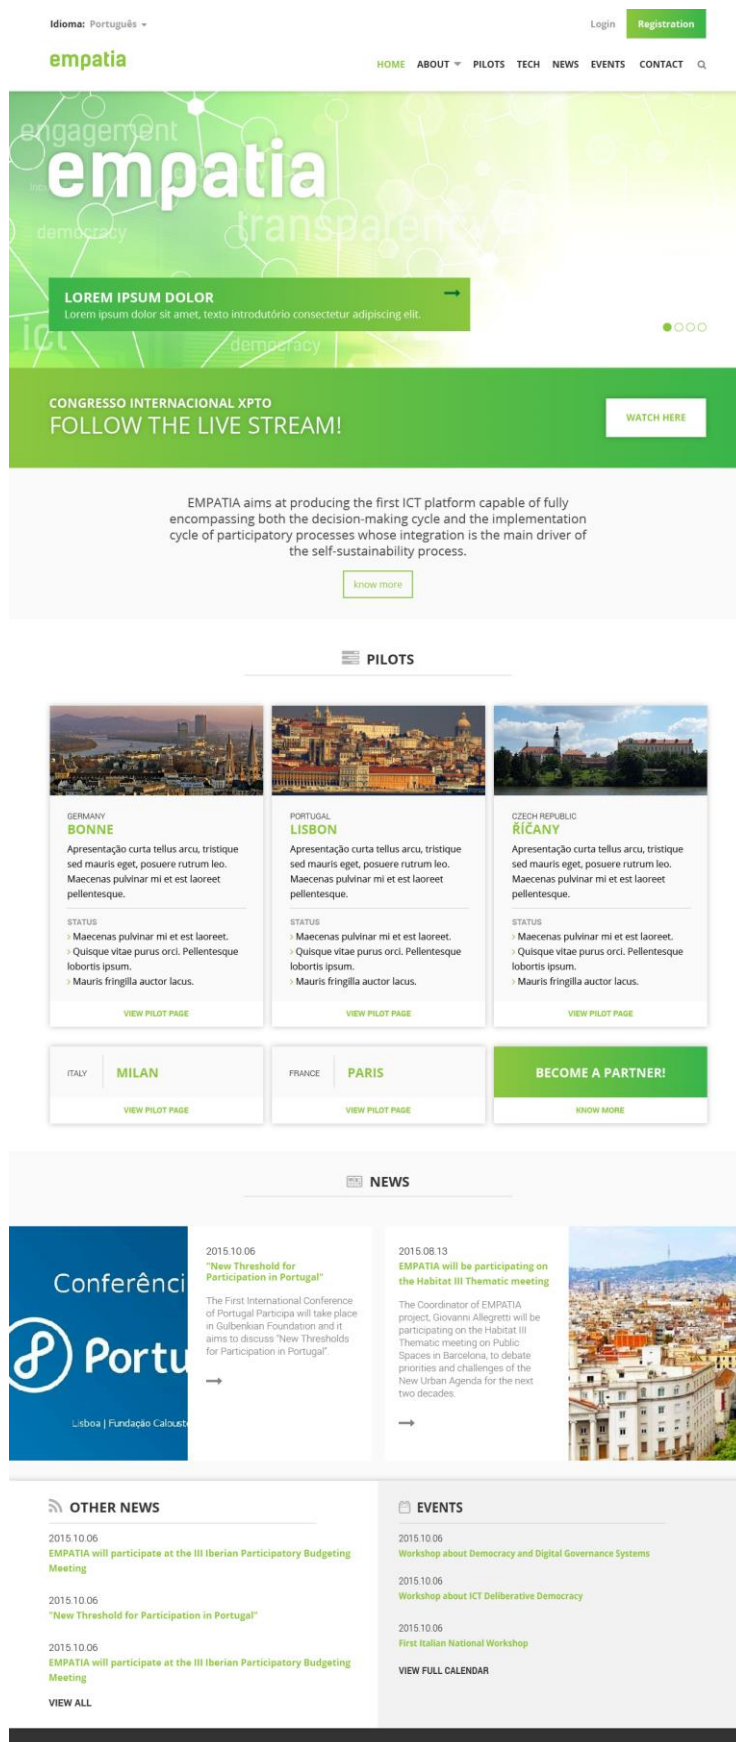 Idioma: Português
Login
Registration
empatia
HOME ABOUT PILOTS TECH NEWS EVENTS CONTACT
engagement
empatia
democracy
transparency
LOREM IPSUM DOLOR
Lorem ipsum dolor sit amet, texto introdutório consectetur adipiscing elit.
ict
democracy
CONGRESSO INTERNACIONAL XPTO
FOLLOW THE LIVE STREAM!
WATCH HERE
EMPATIA aims at producing the first ICT platform capable of fully
encompassing both the decision-making cycle and the implementation
cycle of participatory processes whose integration is the main driver of
the self-sustainability process.
know more
PILOTS
GERMANY
BONNE
Apresentação curta tellus arcu, tristique
sed mauris eget, posuere rutrum leo.
Maecenas pulvinar mi et est laoreet
pellentesque.
STATUS
› Maecenas pulvinar mi et est laoreet.
› Quisque vitae purus orci. Pellentesque
lobortis ipsum.
› Mauris fringilla auctor lacus.
VIEW PILOT PAGE
PORTUGAL
LISBON
Apresentação curta tellus arcu, tristique
sed mauris eget, posuere rutrum leo.
Maecenas pulvinar mi et est laoreet
pellentesque.
STATUS
› Maecenas pulvinar mi et est laoreet.
› Quisque vitae purus orci. Pellentesque
lobortis ipsum.
› Mauris fringilla auctor lacus.
VIEW PILOT PAGE
CZECH REPUBLIC
ŘÍČANY
Apresentação curta tellus arcu, tristique
sed mauris eget, posuere rutrum leo.
Maecenas pulvinar mi et est laoreet
pellentesque.
STATUS
› Maecenas pulvinar mi et est laoreet.
› Quisque vitae purus orci. Pellentesque
lobortis ipsum.
› Mauris fringilla auctor lacus.
VIEW PILOT PAGE
ITALY MILAN
VIEW PILOT PAGE
FRANCE PARIS
VIEW PILOT PAGE
BECOME A PARTNER!
KNOW MORE
NEWS
Conferênci
Portu
Lisboa | Fundação Calouste
2015.10.06
"New Threshold for
Participation in Portugal"
The First International Conference
of Portugal Participa will take place
in Gulbenkian Foundation and it
aims to discuss "New Thresholds
for Participation in Portugal".
2015.08.13
EMPATIA will be participating on
the Habitat III Thematic meeting
The Coordinator of EMPATIA
project, Giovanni Allegretti will be
participating on the Habitat III
Thematic meeting on Public
Spaces in Barcelona, to debate
priorities and challenges of the
New Urban Agenda for the next
two decades.
OTHER NEWS
2015.10.06
EMPATIA will participate at the III Iberian Participatory Budgeting
Meeting
2015.10.06
"New Threshold for Participation in Portugal"
2015.10.06
EMPATIA will participate at the III Iberian Participatory Budgeting
Meeting
VIEW ALL
EVENTS
2015.10.06
Workshop about Democracy and Digital Governance Systems
2015.10.06
Workshop about ICT Deliberative Democracy
2015.10.06
First Italian National Workshop
VIEW FULL CALENDAR